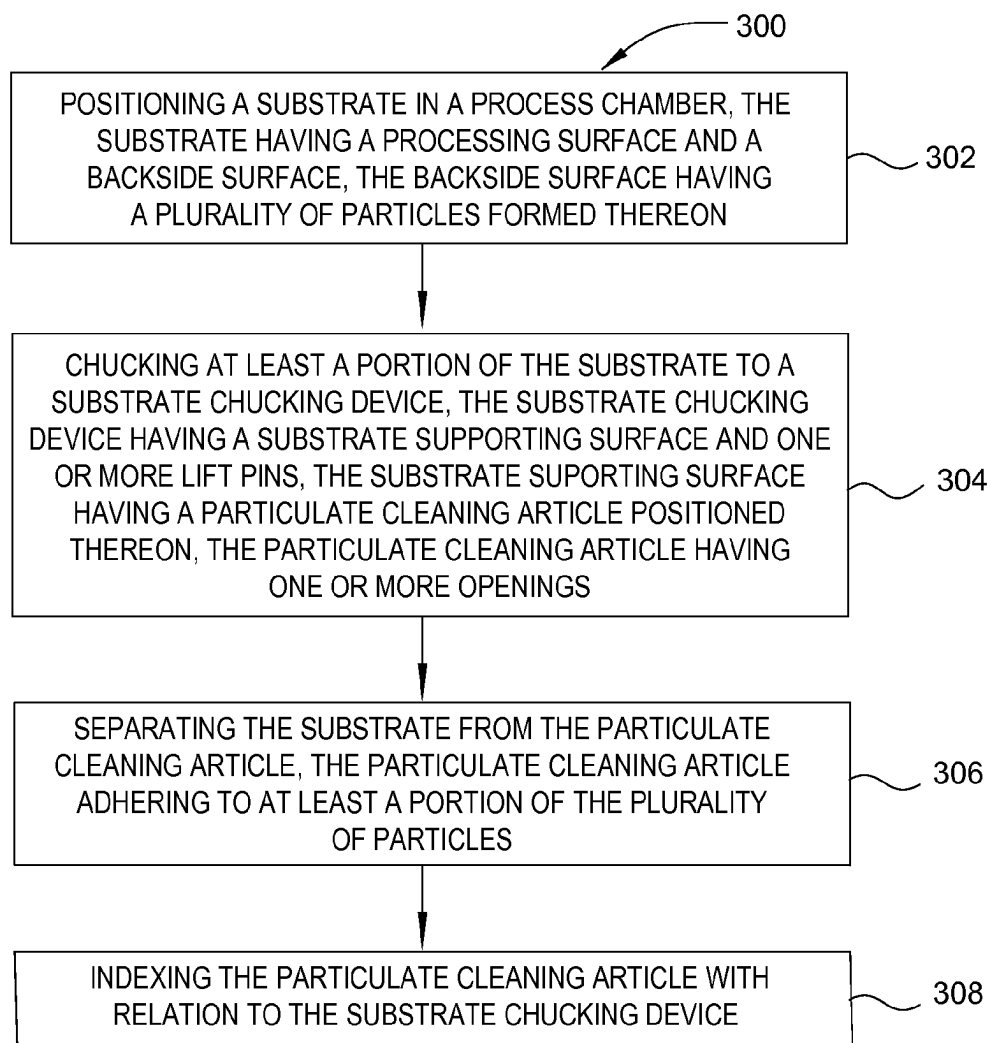 300
POSITIONING A SUBSTRATE IN A PROCESS CHAMBER, THE
SUBSTRATE HAVING A PROCESSING SURFACE AND A
BACKSIDE SURFACE, THE BACKSIDE SURFACE HAVING
A PLURALITY OF PARTICLES FORMED THEREON
302
CHUCKING AT LEAST A PORTION OF THE SUBSTRATE TO A
SUBSTRATE CHUCKING DEVICE, THE SUBSTRATE CHUCKING
DEVICE HAVING A SUBSTRATE SUPPORTING SURFACE AND ONE
OR MORE LIFT PINS, THE SUBSTRATE SUPORTING SURFACE
HAVING A PARTICULATE CLEANING ARTICLE POSITIONED
THEREON, THE PARTICULATE CLEANING ARTICLE HAVING
ONE OR MORE OPENINGS
304
SEPARATING THE SUBSTRATE FROM THE PARTICULATE
CLEANING ARTICLE, THE PARTICULATE CLEANING ARTICLE
ADHERING TO AT LEAST A PORTION OF THE PLURALITY
OF PARTICLES
306
INDEXING THE PARTICULATE CLEANING ARTICLE WITH
RELATION TO THE SUBSTRATE CHUCKING DEVICE
308